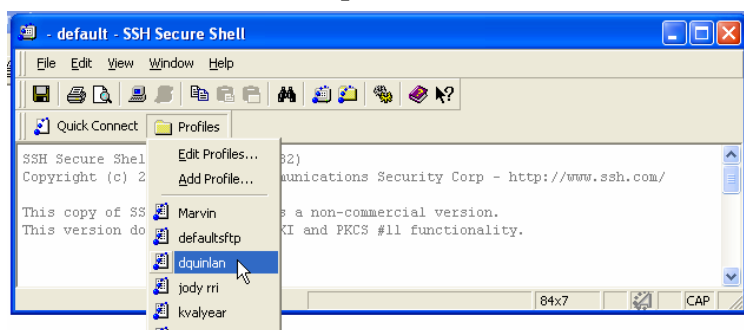 - default - SSH Secure Shell
File Edit View Window Help
Quick Connect Profiles
Edit Profiles...
Add Profile...
Marvin
defaultsftp
dquinlan
jody rri
kvalyear
SSH Secure Shel 32)
Copyright (c) 2 unications Security Corp - http://www.ssh.com/
This copy of SS s a non-commercial version.
This version do KI and PKCS #11 functionality.
84x7 CAP